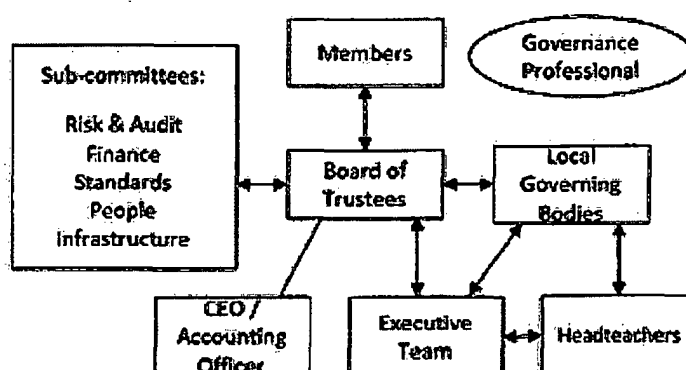 Members
Governance
Professional
Sub-committees:
Risk & Audit
Finance
Standards
People
Infrastructure
Board of
Trustees
Local
Governing
Bodies
CEO /
Accounting
Officer
Executive
Team
Headteachers